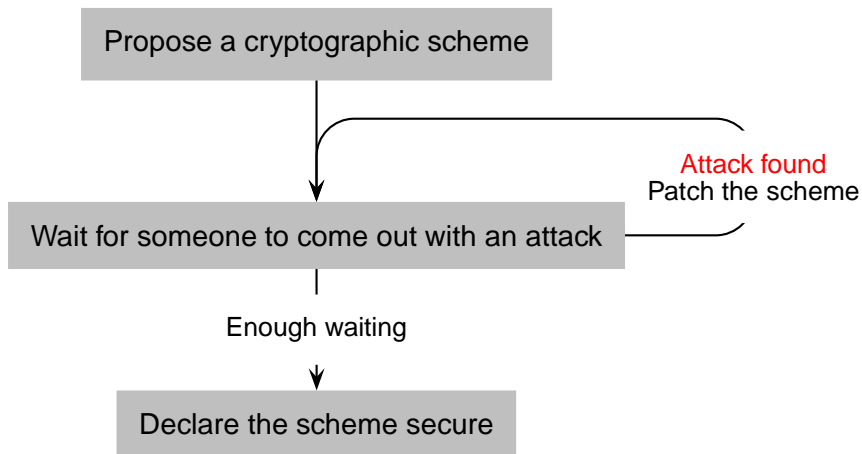 Propose a cryptographic scheme
Attack found
Patch the scheme
Wait for someone to come out with an attack
Enough waiting
Declare the scheme secure